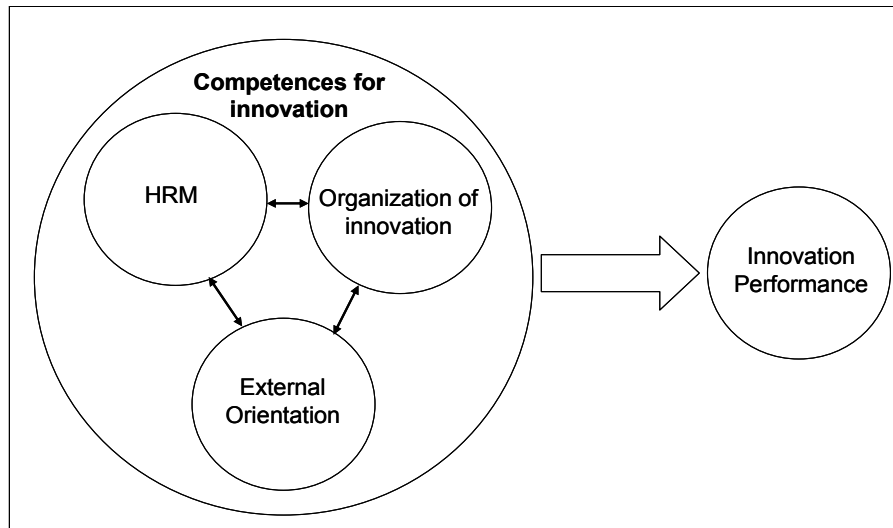 Competences for
innovation
HRM
Organization of
innovation
External
Orientation
Innovation
Performance